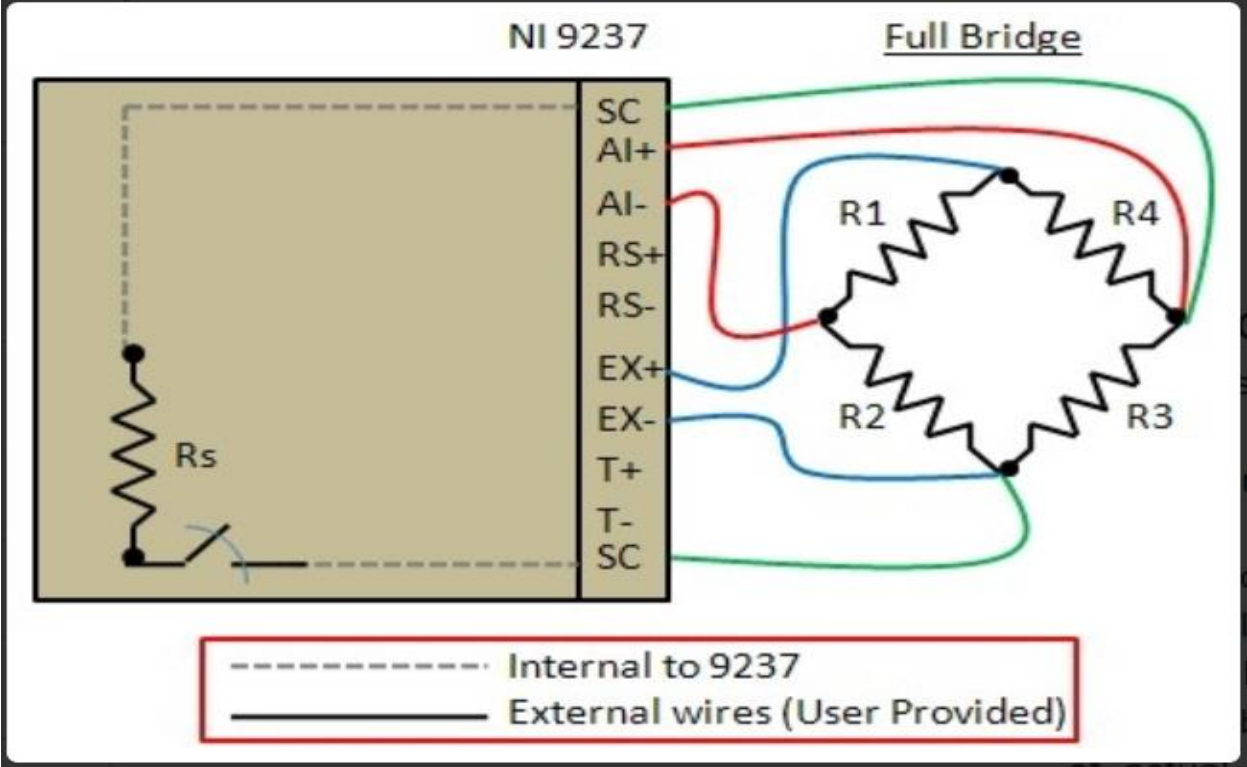 NI 9237
Full Bridge
SC
AI+
AI-
RS+
RS-
EX+
EX-
T+
T-
SC
Rs
R1
R4
R2
R3
Internal to 9237
External wires (User Provided)